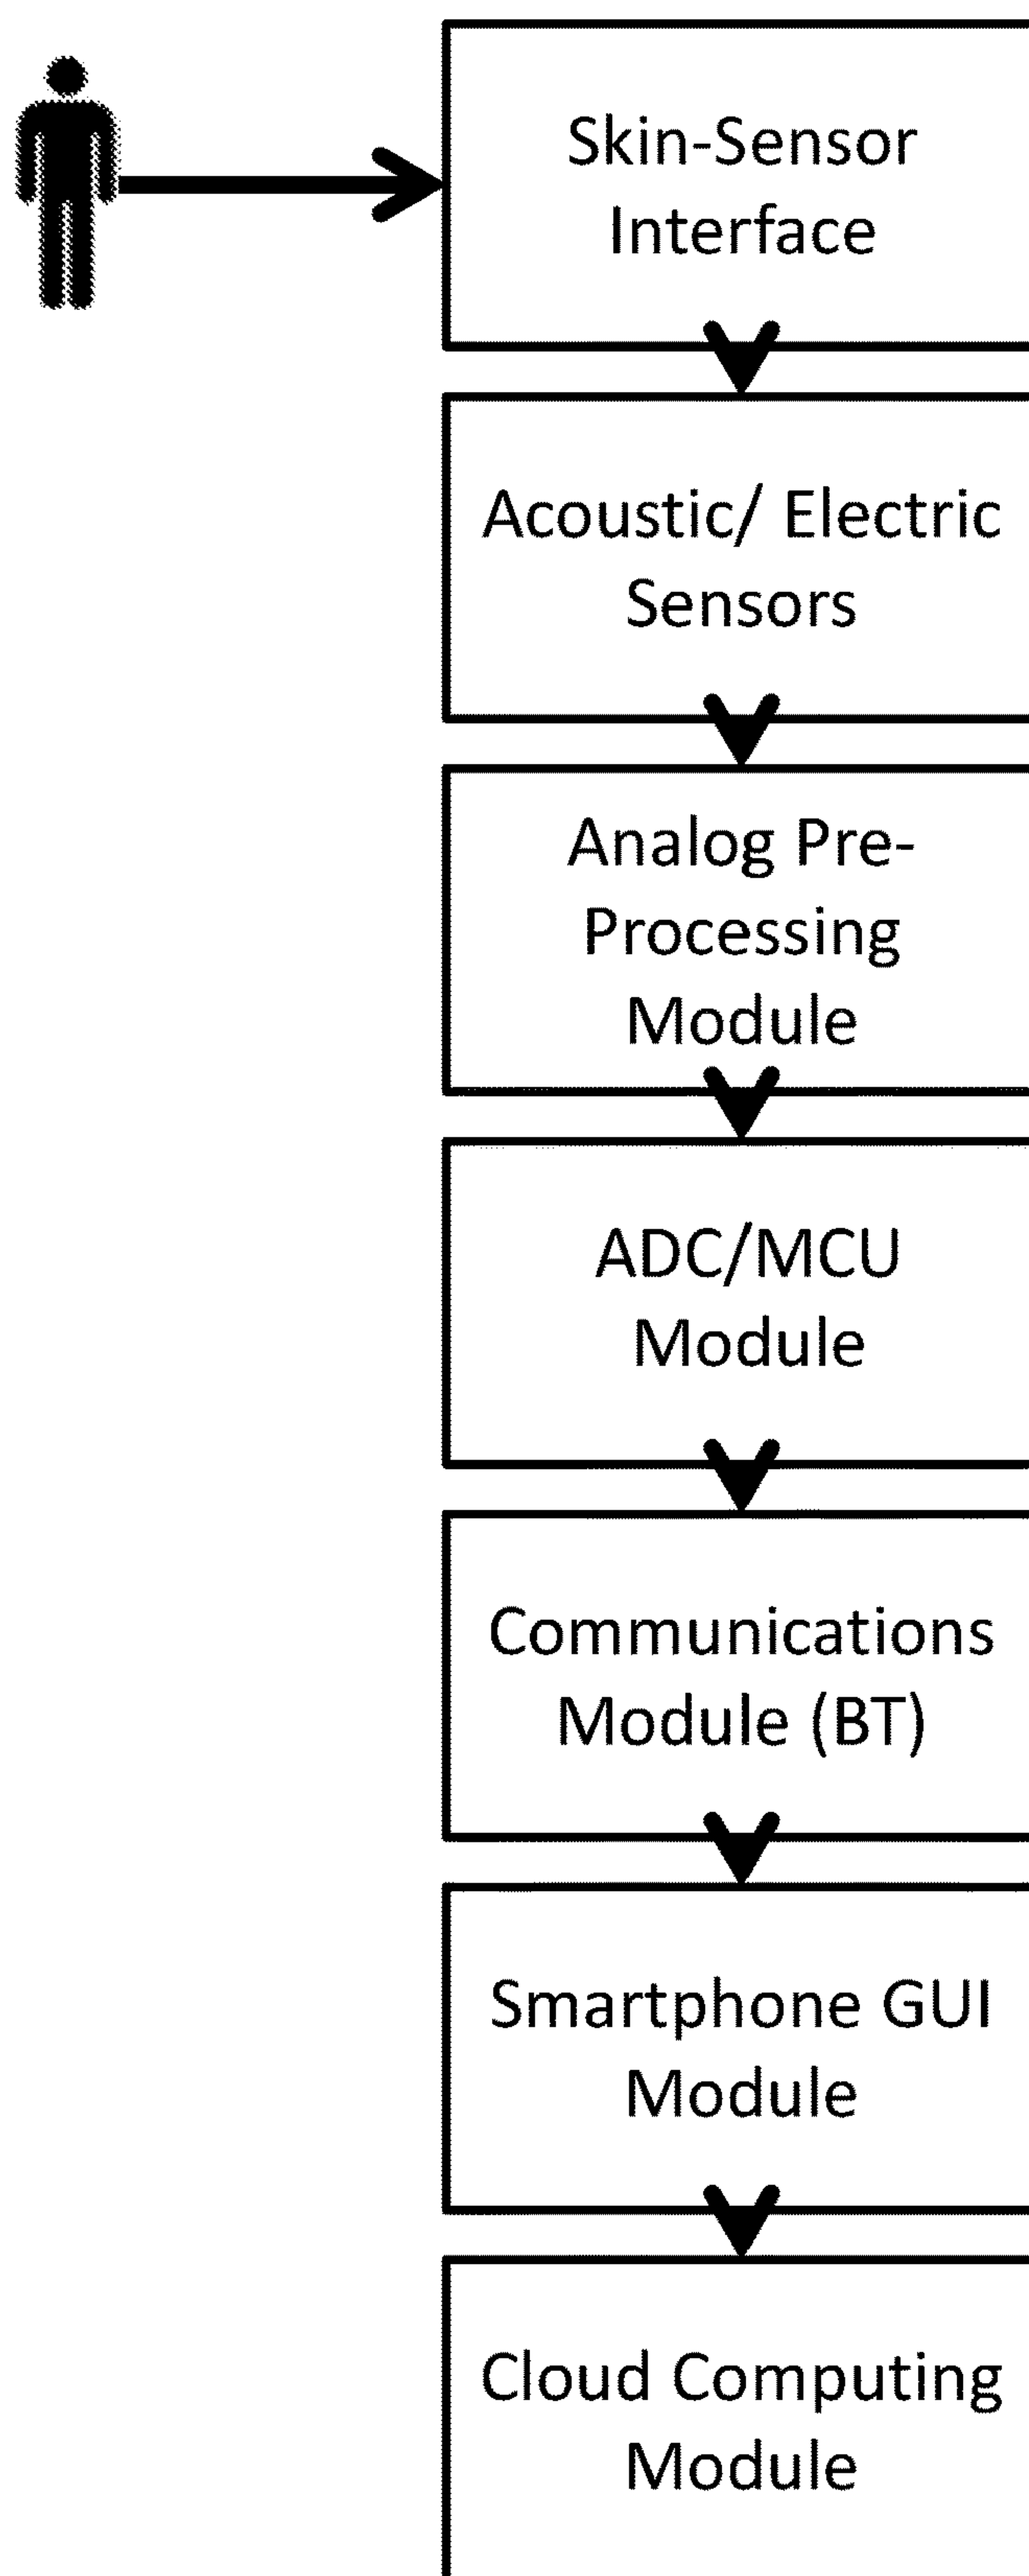 Skin-Sensor
Interface
Acoustic/ Electric
Sensors
Analog Pre-
Processing
Module
ADC/MCU
Module
Communications
Module (BT)
Smartphone GUI
Module
Cloud Computing
Module